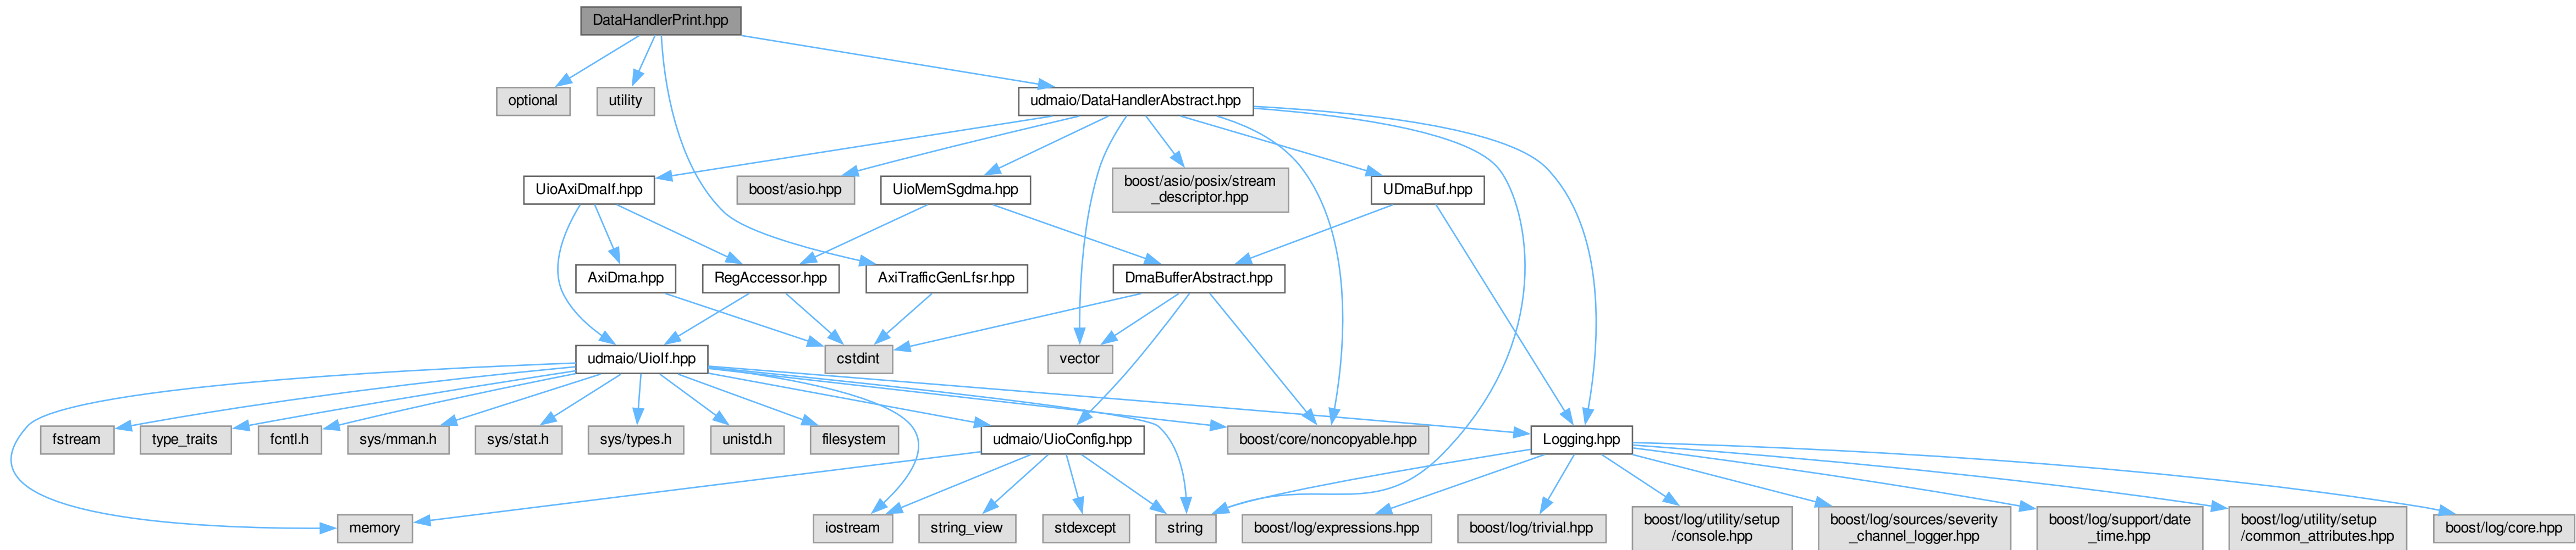 DataHandlerPrint.hpp
optional
utility
udmaio/DataHandlerAbstract.hpp
UioAxiDmaIf.hpp
boost/asio.hpp
UioMemSgdma.hpp
boost/asio/posix/stream
_descriptor.hpp
UDmaBuf.hpp
AxiDma.hpp
RegAccessor.hpp
AxiTrafficGenLfsr.hpp
DmaBufferAbstract.hpp
udmaio/UioIf.hpp
cstdint
vector
fstream
type_traits
fcntl.h
sys/mman.h
sys/stat.h
sys/types.h
unistd.h
filesystem
udmaio/UioConfig.hpp
boost/core/noncopyable.hpp
Logging.hpp
memory
iostream
string_view
stdexcept
string
boost/log/expressions.hpp
boost/log/trivial.hpp
boost/log/utility/setup
/console.hpp
boost/log/sources/severity
_channel_logger.hpp
boost/log/support/date
_time.hpp
boost/log/utility/setup
/common_attributes.hpp
boost/log/core.hpp